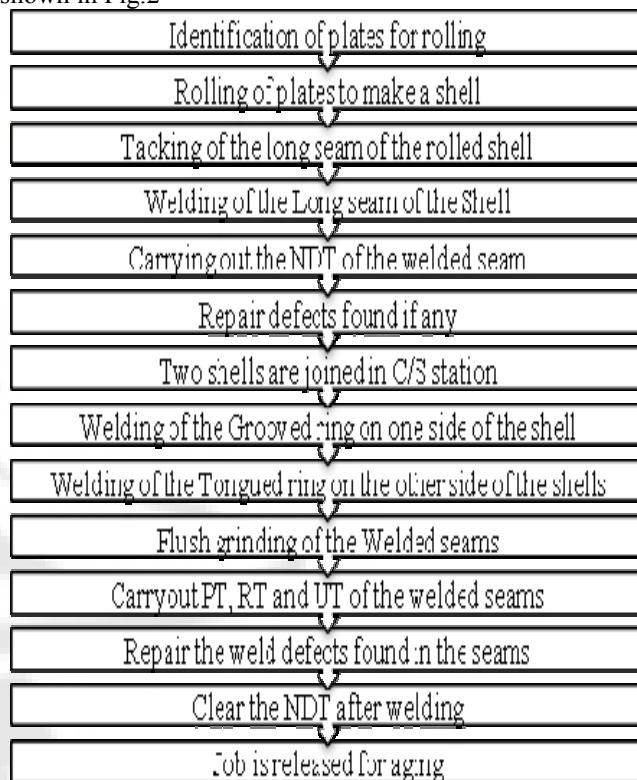 shown in Fig.2
Identification of plates for rolling
Rolling of plates to make a shell
Tacking of the long seam of the rolled shell
Welding of the Long seam of the Shell
Carrying out the NDT of the welded seam
Repair defects found if any
Two shells are joined in C/S station
Welding of the Grooved ring on one side of the shell
Welding of the Tongued ring on the other side of the shells
Flush grinding of the Welded seams
Carryout PT, RT and UT of the welded seams
Repair the weld defects found in the seams
Clear the NDT after welding
Job is released for aging